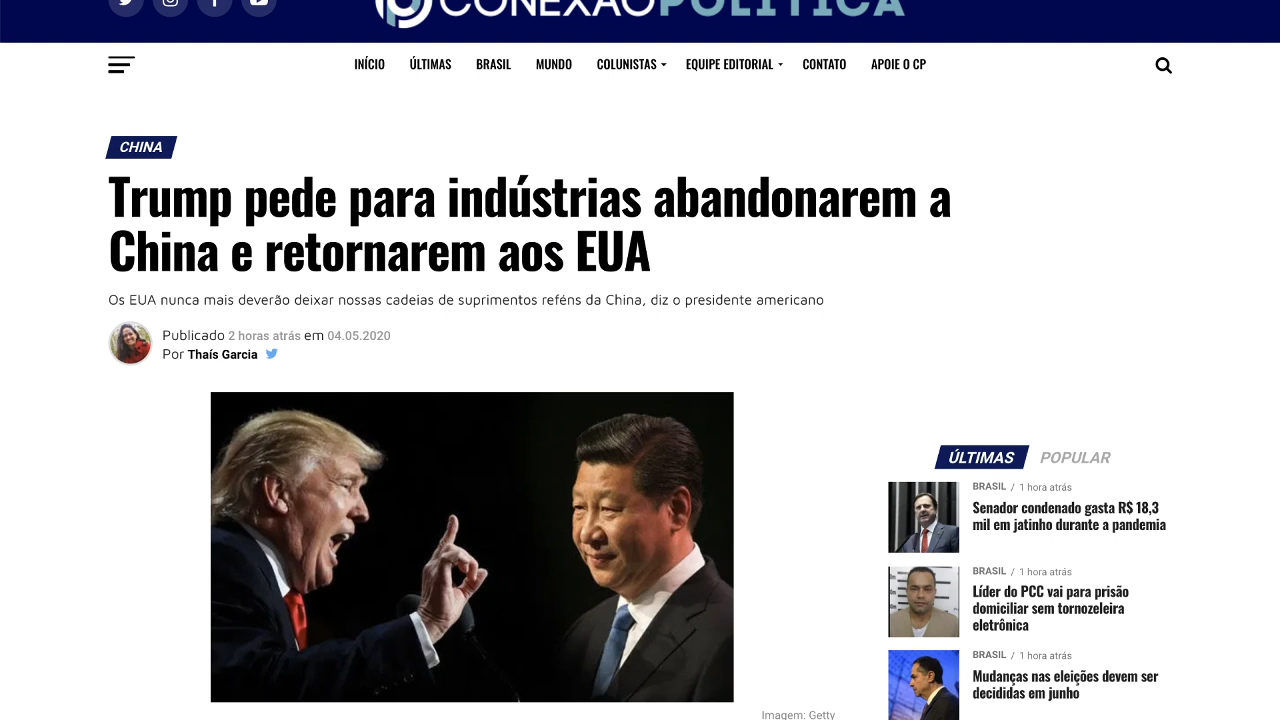 CONEXÃOPOLÍTICA
INÍCIO
ÚLTIMAS
BRASIL
MUNDO
COLUNISTAS
EQUIPE EDITORIAL
CONTATO
APOIE O CP
CHINA
Trump pede para indústrias abandonarem a
China e retornarem aos EUA
Os EUA nunca mais deverão deixar nossas cadeias de suprimentos reféns da China, diz o presidente americano
Publicado 2 horas atrás em 04.05.2020
Por Thaís Garcia
Imagem: Getty
ÚLTIMAS
POPULAR
BRASIL / 1 hora atrás
Senador condenado gasta R$ 18,3
mil em jatinho durante a pandemia
BRASIL / 1 hora atrás
Líder do PCC vai para prisão
domiciliar sem tornozeleira
eletrônica
BRASIL / 1 hora atrás
Mudanças nas eleições devem ser
decididas em junho